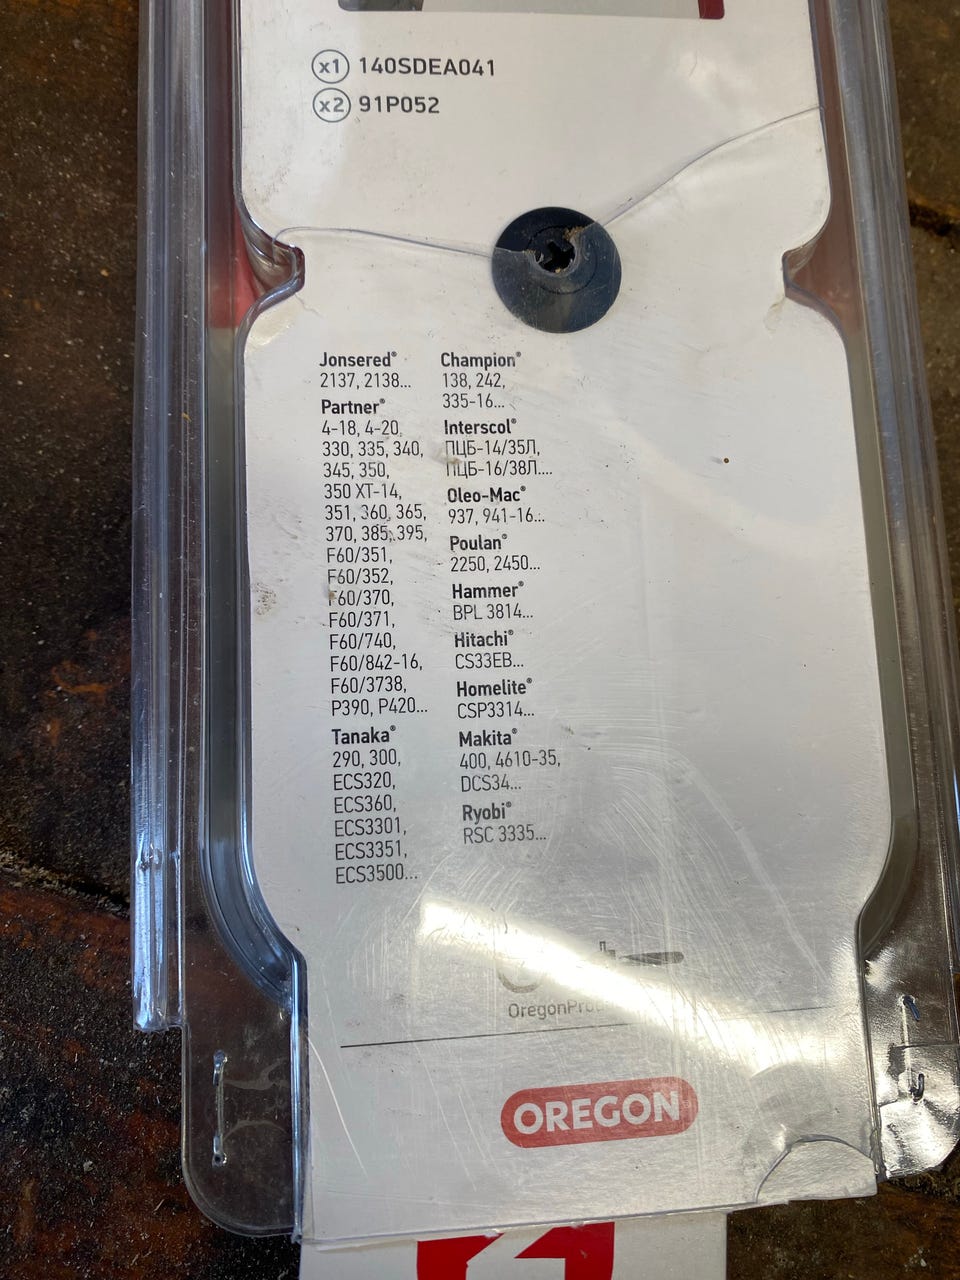 x1 140SDEA041
x2 91P052
Jonsered®
2137, 2138...
Partner®
4-18, 4-20,
330, 335, 340,
345, 350,
350 XT-14,
351, 360, 365,
370, 385, 395,
F60/351,
F60/352,
F60/370,
F60/371,
F60/740,
F60/842-16,
F60/3738,
P390, P420...
Tanaka®
290, 300,
ECS320,
ECS360,
ECS3301,
ECS3351,
ECS3500...
Champion®
138, 242,
335-16...
Interscol®
ПЦБ-14/35Л,
ПЦБ-16/38Л....
Oleo-Mac®
937, 941-16...
Poulan®
2250, 2450...
Hammer®
BPL 3814...
Hitachi®
CS33EB...
Homelite®
CSP3314...
Makita®
400, 4610-35,
DCS34...
Ryobi®
RSC 3335...
OREGON